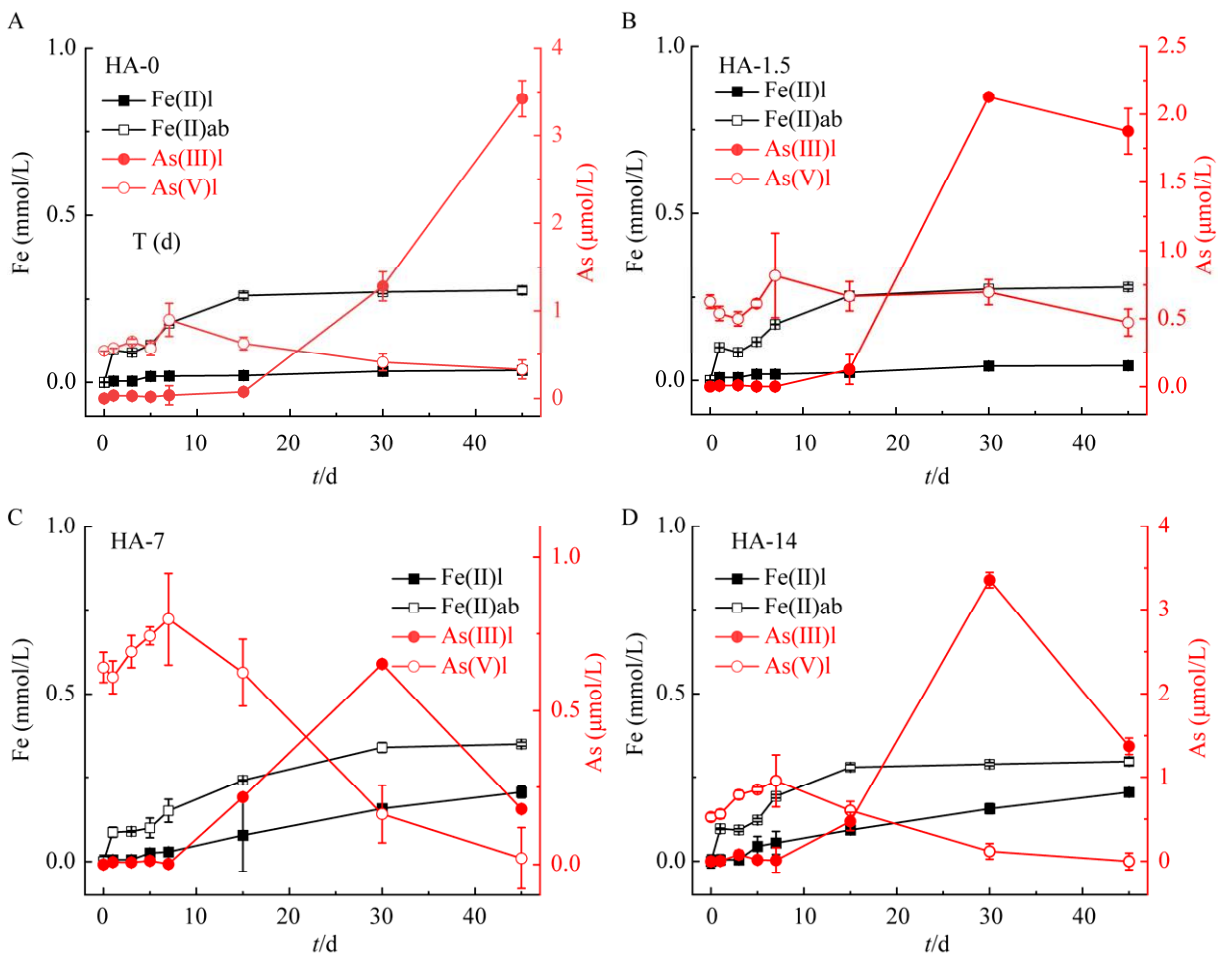 A
HA-0
Fe(II)l
Fe(II)ab
As(III)l
As(V)l
T (d)
Fe (mmol/L)
1.0
0.5
0.0
As (μmol/L)
4
3
2
1
0
0 10 20 30 40
t/d
B
HA-1.5
Fe(II)l
Fe(II)ab
As(III)l
As(V)l
Fe (mmol/L)
1.0
0.5
0.0
As (μmol/L)
2.5
2.0
1.5
1.0
0.5
0.0
0 10 20 30 40
t/d
C
HA-7
Fe(II)l
Fe(II)ab
As(III)l
As(V)l
Fe (mmol/L)
1.0
0.5
0.0
As (μmol/L)
1.0
0.5
0.0
0 10 20 30 40
t/d
D
HA-14
Fe(II)l
Fe(II)ab
As(III)l
As(V)l
Fe (mmol/L)
1.0
0.5
0.0
As (μmol/L)
4
3
2
1
0
0 10 20 30 40
t/d